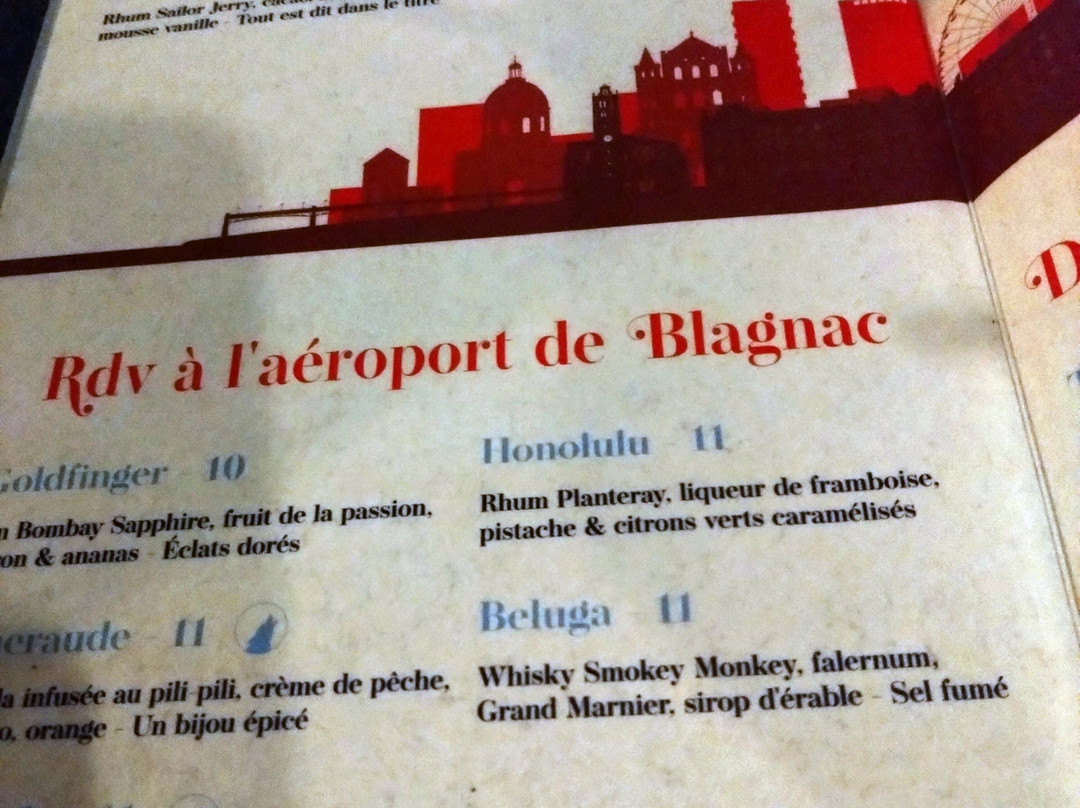 Rhum Sailor Jerry,
mousse vanille - Tout est dit dans le titre
Rdv à l'aéroport de Blagnac
Goldfinger - 10
Bombay Sapphire, fruit de la passion,
& ananas - Éclats dorés
11
infusée au pili-pili, crème de pêche,
orange - Un bijou épicé
Honolulu - 11
Rhum Planteray, liqueur de framboise,
pistache & citrons verts caramélisés
Beluga - 11
Whisky Smokey Monkey, falernum,
Grand Marnier, sirop d'érable - Sel fumé
D